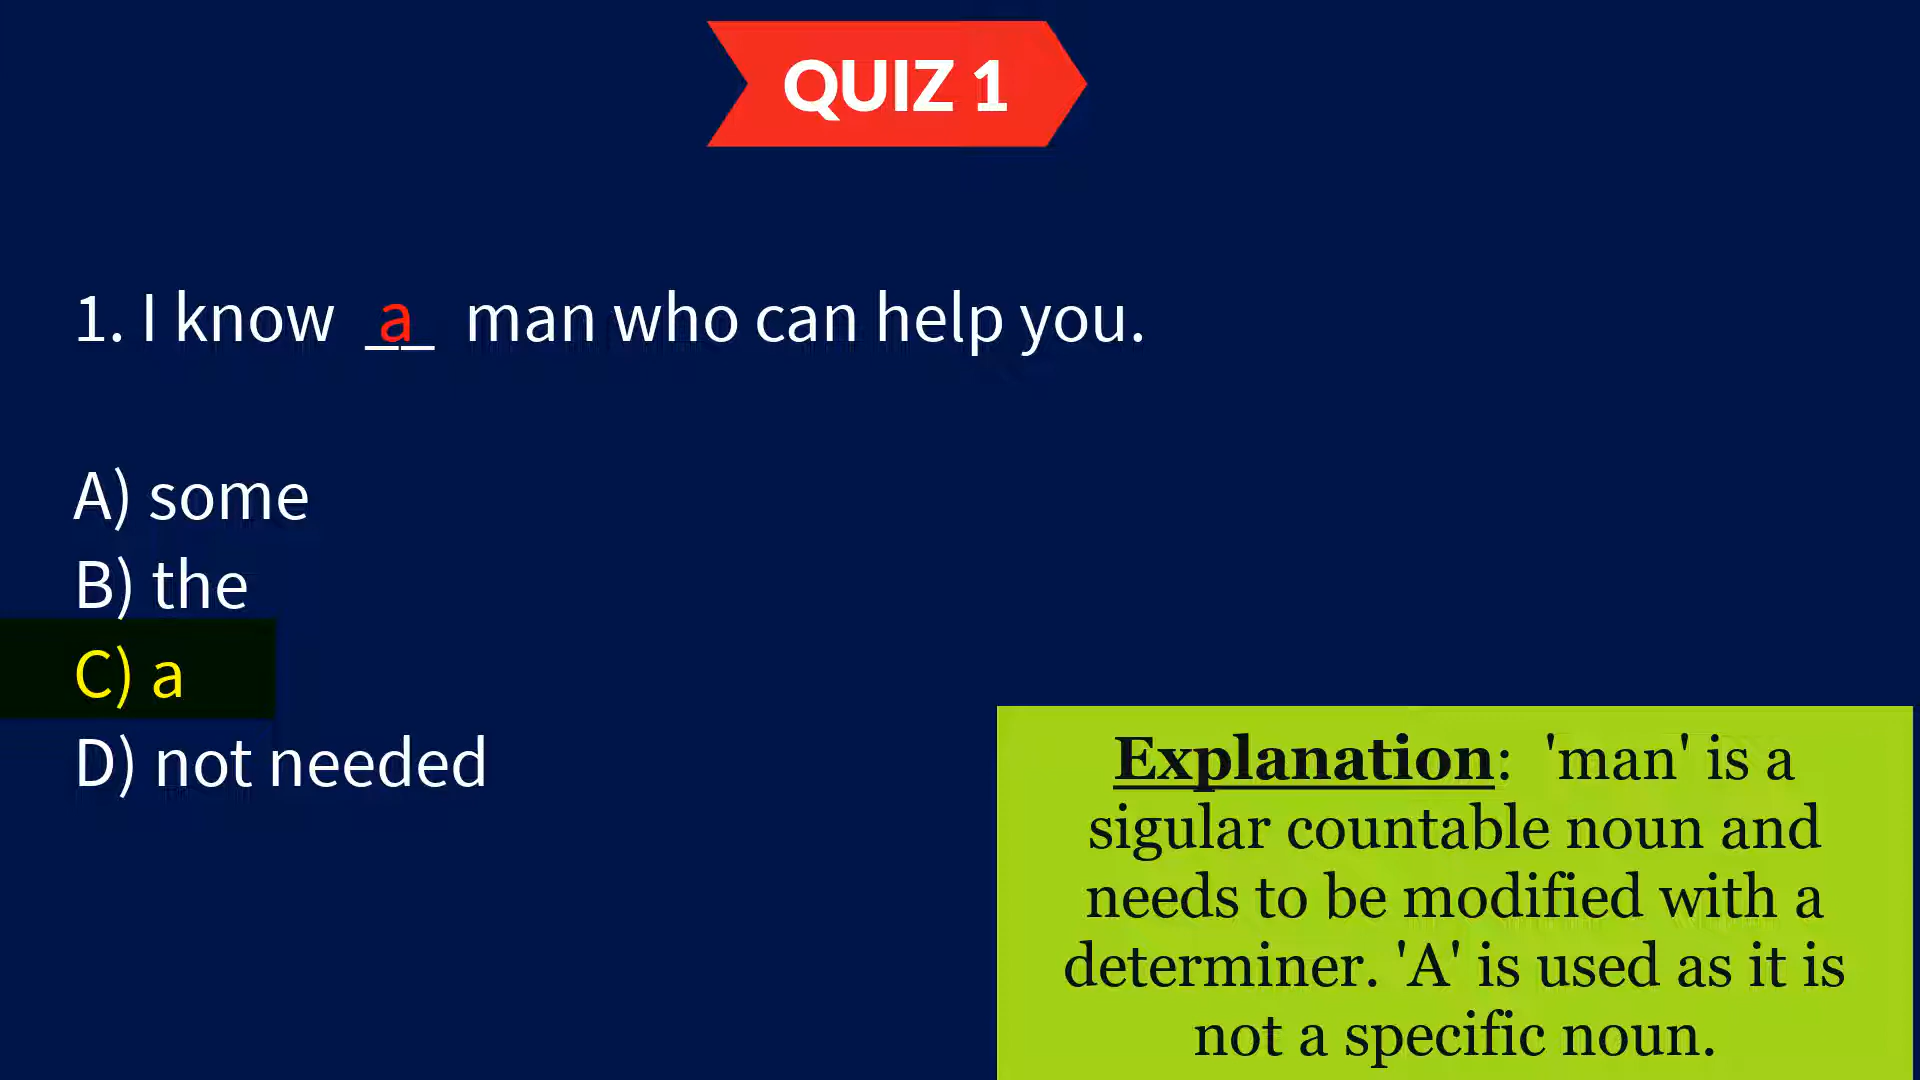 QUIZ 1
1. I know _a_ man who can help you.
A) some
B) the
C) a
D) not needed
Explanation: 'man' is a
sigular countable noun and
needs to be modified with a
determiner. 'A' is used as it is
not a specific noun.